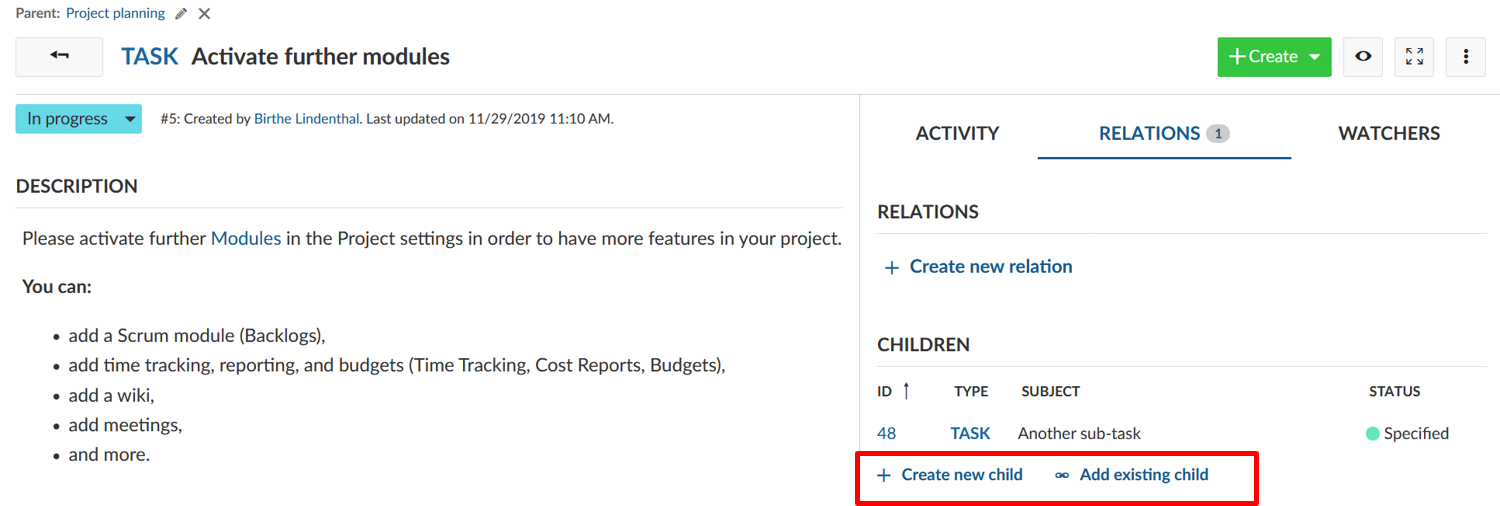 Parent: Project planning
TASK Activate further modules
Create
In progress
#5: Created by Birthe Lindenthal. Last updated on 11/29/2019 11:10 AM.
DESCRIPTION
Please activate further Modules in the Project settings in order to have more features in your project.
You can:
• add a Scrum module (Backlogs),
• add time tracking, reporting, and budgets (Time Tracking, Cost Reports, Budgets),
• add a wiki,
• add meetings,
• and more.
ACTIVITY RELATIONS 1 WATCHERS
RELATIONS
+ Create new relation
CHILDREN
ID ↑ TYPE SUBJECT STATUS
48 TASK Another sub-task Specified
+ Create new child Add existing child